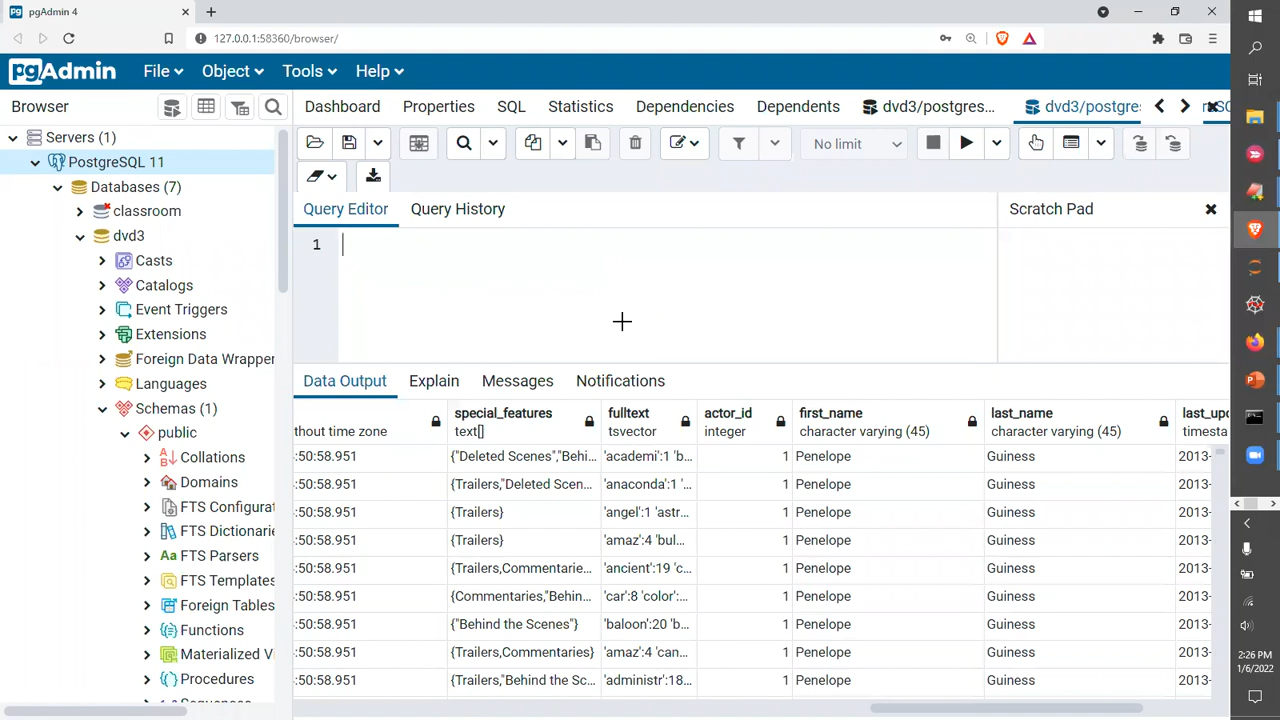 pgAdmin 4
127.0.0.1:58360/browser/
pgAdmin File Object Tools Help
Browser
Dashboard Properties SQL Statistics Dependencies Dependents dvd3/postgres... dvd3/postgre:
No limit
Servers (1)
PostgreSQL 11
Databases (7)
classroom
dvd3
Casts
Catalogs
Event Triggers
Extensions
Foreign Data Wrapper
Languages
Schemas (1)
public
Collations
Domains
FTS Configurat
FTS Dictionarie
FTS Parsers
FTS Templates
Foreign Tables
Functions
Materialized Vi
Procedures
Query Editor Query History
Scratch Pad
1
Data Output Explain Messages Notifications
special_features fulltext actor_id first_name last_name last_upd
thout time zone text[] tsvector integer character varying (45) character varying (45) timesta
:50:58.951 {"Deleted Scenes","Behi... 'academi':1 'b... 1 Penelope Guiness 2013-
:50:58.951 {Trailers,"Deleted Scen... 'anaconda':1 '... 1 Penelope Guiness 2013-
:50:58.951 {Trailers} 'angel':1 'astr... 1 Penelope Guiness 2013-
:50:58.951 {Trailers} 'amaz':4 'bul... 1 Penelope Guiness 2013-
:50:58.951 {Trailers,Commentarie... 'ancient':19 'c... 1 Penelope Guiness 2013-
:50:58.951 {Commentaries,"Behin... 'car':8 'color':... 1 Penelope Guiness 2013-
:50:58.951 {"Behind the Scenes"} 'baloon':20 'b... 1 Penelope Guiness 2013-
:50:58.951 {Trailers,Commentaries} 'amaz':4 'can... 1 Penelope Guiness 2013-
:50:58.951 {Trailers,"Behind the Sc... 'administr':18... 1 Penelope Guiness 2013-
2:26 PM
1/6/2022